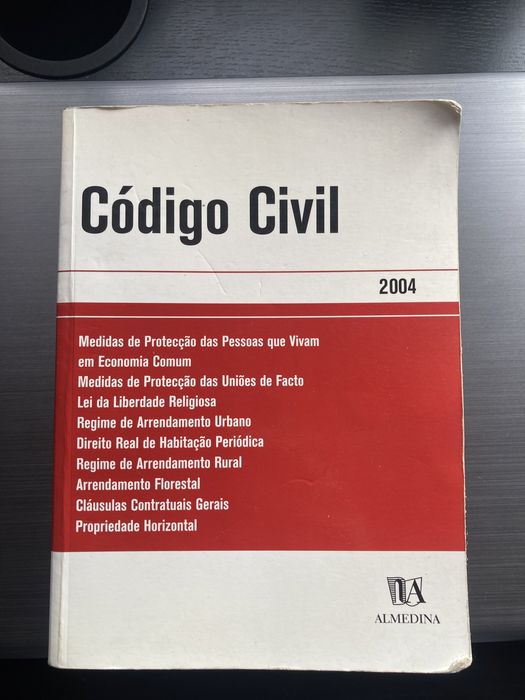 Código Civil
2004
Medidas de Protecção das Pessoas que Vivam
em Economia Comum
Medidas de Protecção das Uniões de Facto
Lei da Liberdade Religiosa
Regime de Arrendamento Urbano
Direito Real de Habitação Periódica
Regime de Arrendamento Rural
Arrendamento Florestal
Cláusulas Contratuais Gerais
Propriedade Horizontal
ALMEDINA